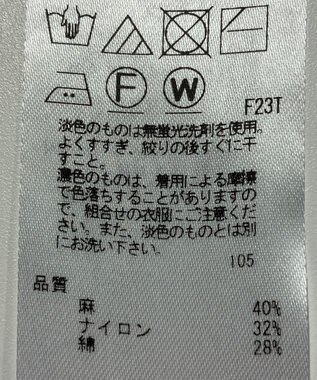 F W
F23T
淡色のものは無蛍光洗剤を使用。
よくすすぎ、絞りの後すぐに干
すこと。
濃色のものは、着用による摩擦
で色落ちすることがありますの
で、組合せの衣服にご注意くだ
さい。また、淡色のものとは別
にお洗い下さい。
105
品質
麻 40%
ナイロン 32%
綿 28%